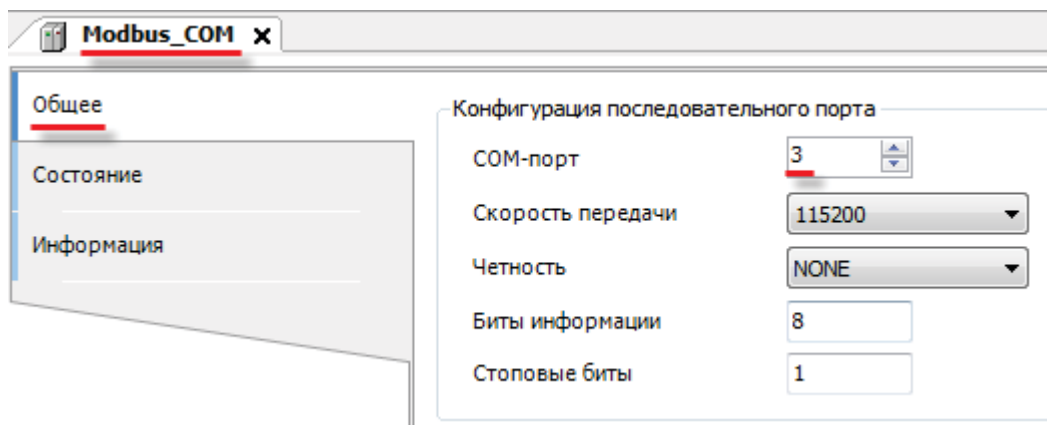 Modbus_COM x
Общее
Состояние
Информация
Конфигурация последовательного порта
COM-порт 3
Скорость передачи 115200
Четность NONE
Биты информации 8
Стоповые биты 1